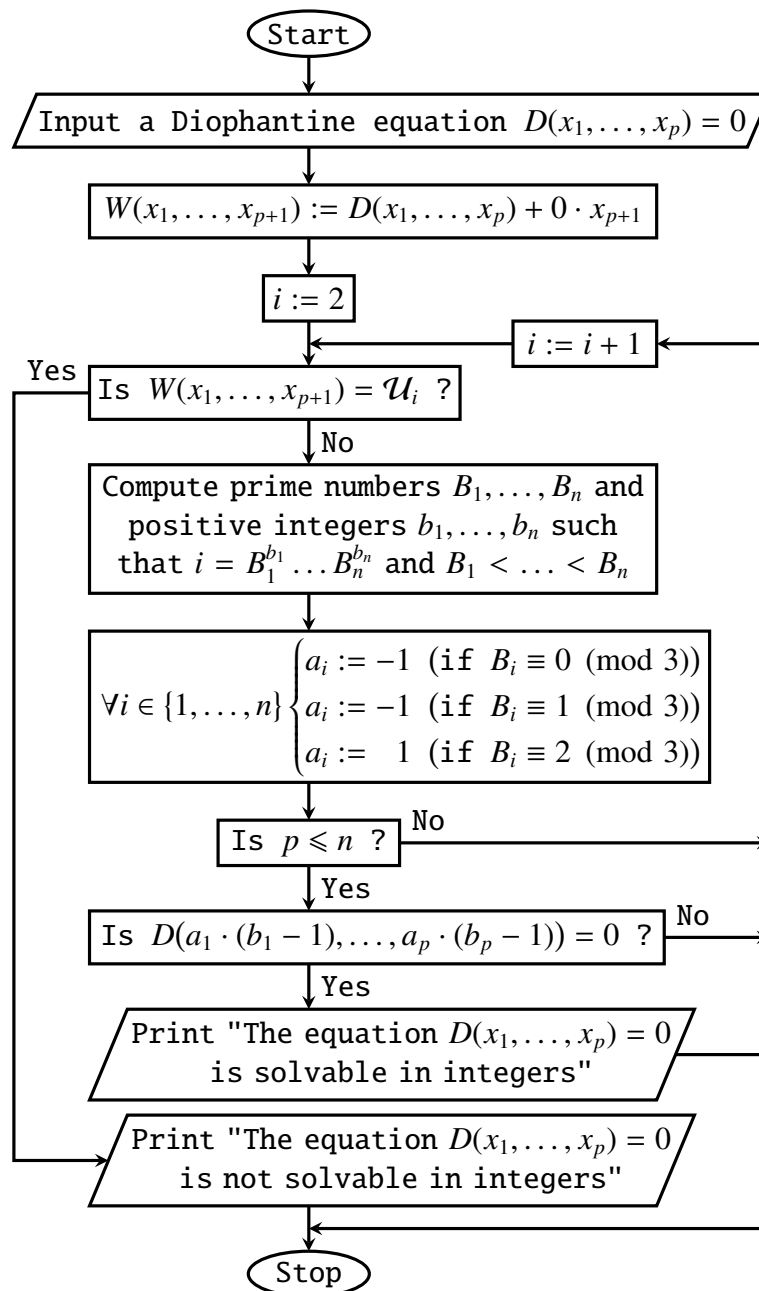 Start
Input a Diophantine equation D(x₁, . . . , xₚ) = 0
W(x₁, . . . , xₚ₊₁) := D(x₁, . . . , xₚ) + 0 · xₚ₊₁
i := 2
i := i + 1
Yes
Is W(x₁, . . . , xₚ₊₁) = 𝒰ᵢ ?
No
Compute prime numbers B₁, . . . , Bₙ and
positive integers b₁, . . . , bₙ such
that i = B₁^{b₁} . . . Bₙ^{bₙ} and B₁ < . . . < Bₙ
aᵢ := −1 (if Bᵢ ≡ 0 (mod 3))
∀i ∈ {1, . . . , n} { aᵢ := −1 (if Bᵢ ≡ 1 (mod 3))
aᵢ := 1 (if Bᵢ ≡ 2 (mod 3))
Is p ⩽ n ?
No
Yes
Is D(a₁ · (b₁ − 1), . . . , aₚ · (bₚ − 1)) = 0 ?
No
Yes
Print "The equation D(x₁, . . . , xₚ) = 0
is solvable in integers"
Print "The equation D(x₁, . . . , xₚ) = 0
is not solvable in integers"
Stop